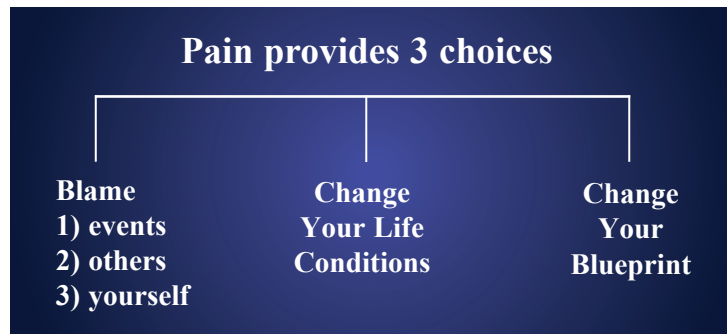 Pain provides 3 choices
Blame
1) events
2) others
3) yourself
Change
Your Life
Conditions
Change
Your
Blueprint